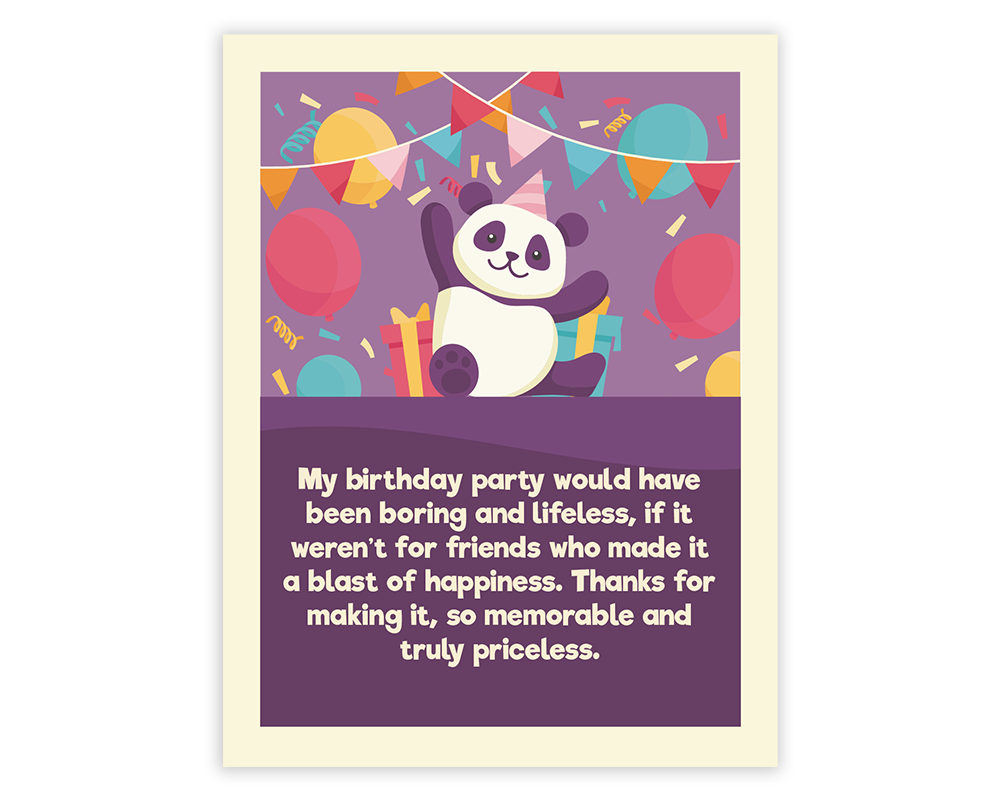 My birthday party would have
been boring and lifeless, if it
weren't for friends who made it
a blast of happiness. Thanks for
making it, so memorable and
truly priceless.